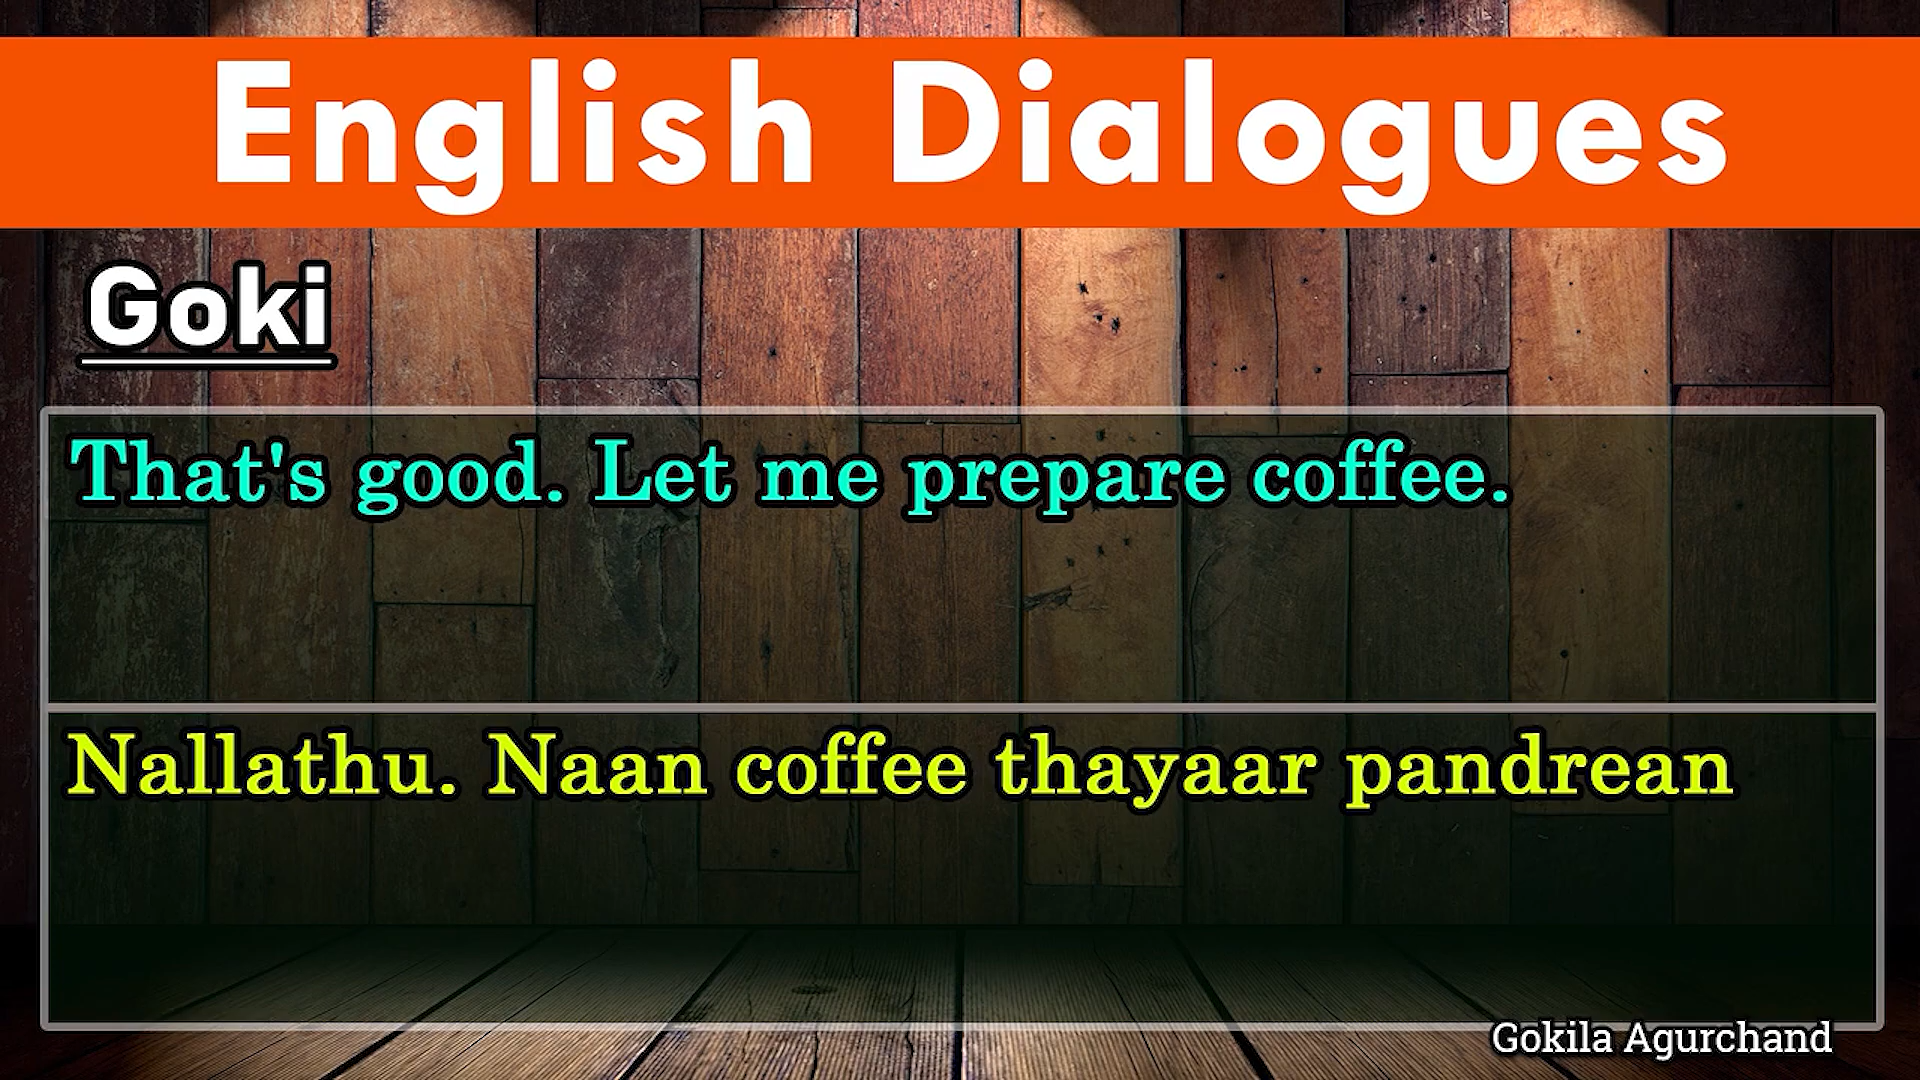 English Dialogues
Goki
That's good. Let me prepare coffee.
Nallathu. Naan coffee thayaar pandrean
Gokila Agurchand